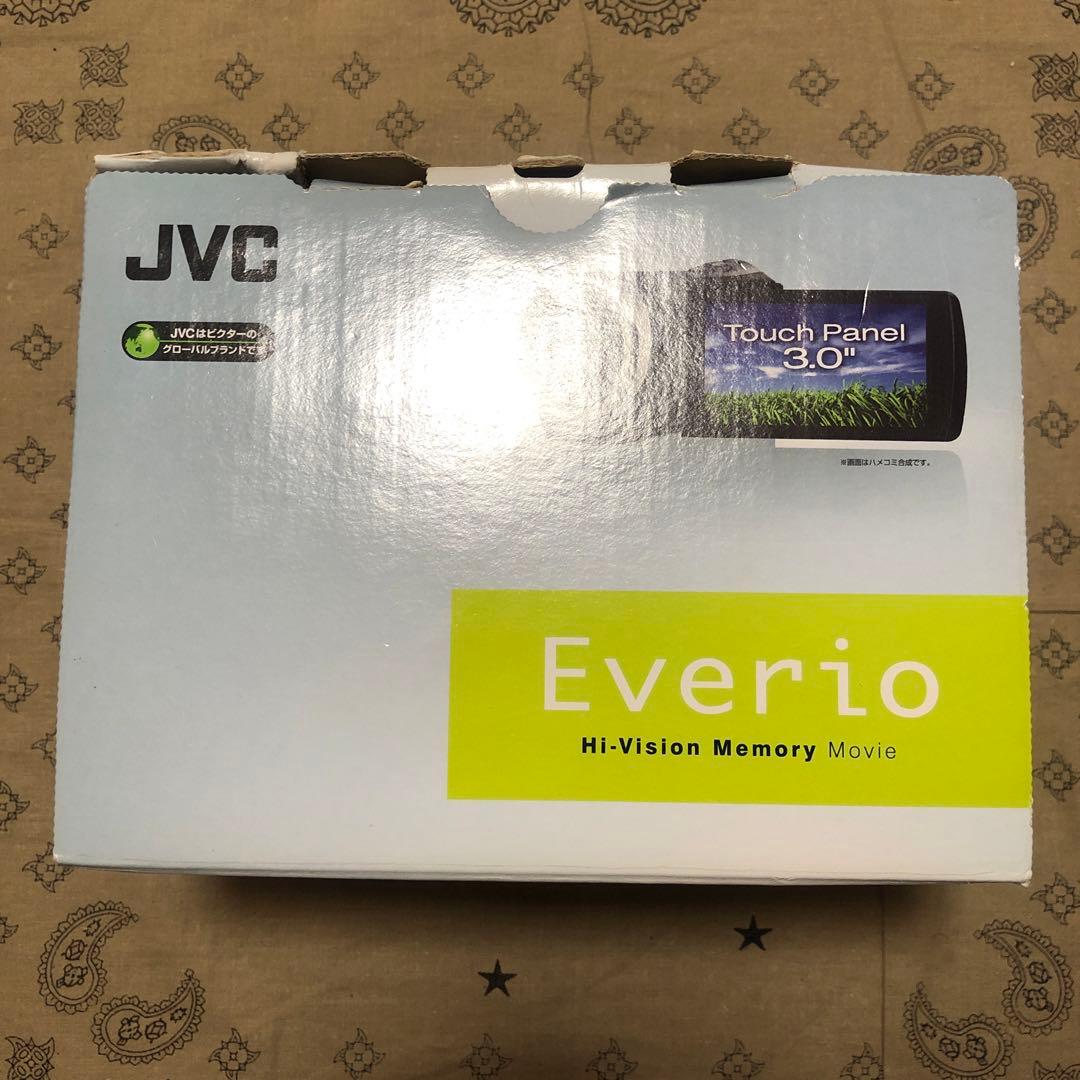 JVC
JVCはビクターの
グローバルブランドです
Touch Panel
3.0"
※画面はハメコミ合成です。
Everio
Hi-Vision Memory Movie